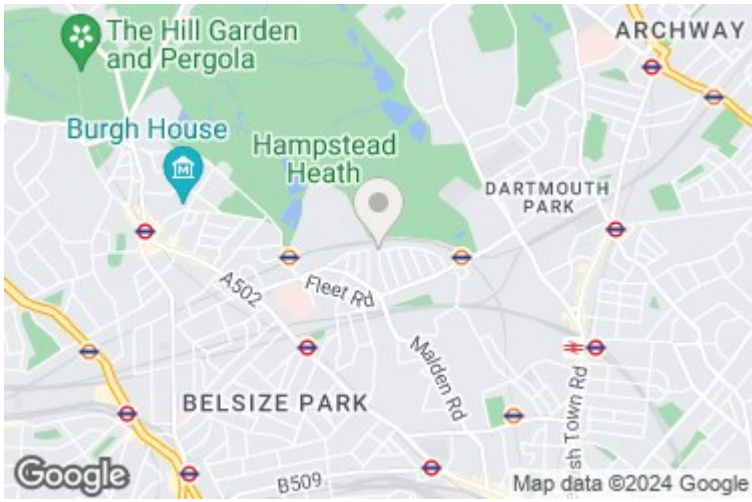 The Hill Garden
and Pergola
ARCHWAY
Burgh House
M
Hampstead
Heath
DARTMOUTH
PARK
A502
Fleet Rd
Malden Rd
BELSIZE PARK
ish Town Rd
B509
Google
Map data ©2024 Google